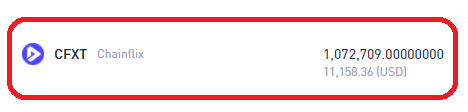 CFXT Chainflix 1,072,709.00000000
11,158.36 (USD)